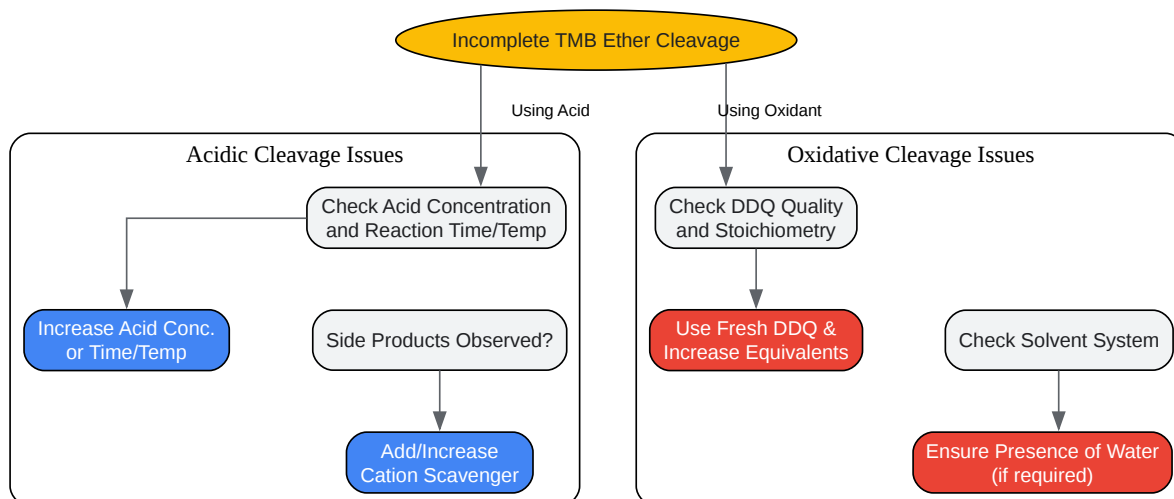 Incomplete TMB Ether Cleavage
Using Acid
Using Oxidant
Acidic Cleavage Issues
Check Acid Concentration
and Reaction Time/Temp
Increase Acid Conc.
or Time/Temp
Side Products Observed?
Add/Increase
Cation Scavenger
Oxidative Cleavage Issues
Check DDQ Quality
and Stoichiometry
Use Fresh DDQ &
Increase Equivalents
Check Solvent System
Ensure Presence of Water
(if required)